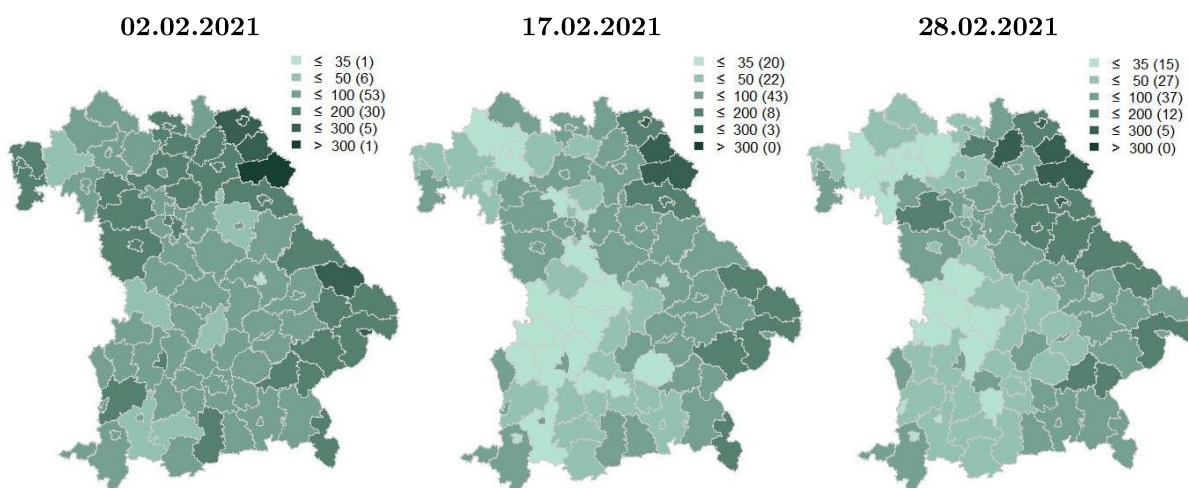 02.02.2021
≤ 35 (1)
≤ 50 (6)
≤ 100 (53)
≤ 200 (30)
≤ 300 (5)
> 300 (1)
17.02.2021
≤ 35 (20)
≤ 50 (22)
≤ 100 (43)
≤ 200 (8)
≤ 300 (3)
> 300 (0)
28.02.2021
≤ 35 (15)
≤ 50 (27)
≤ 100 (37)
≤ 200 (12)
≤ 300 (5)
> 300 (0)